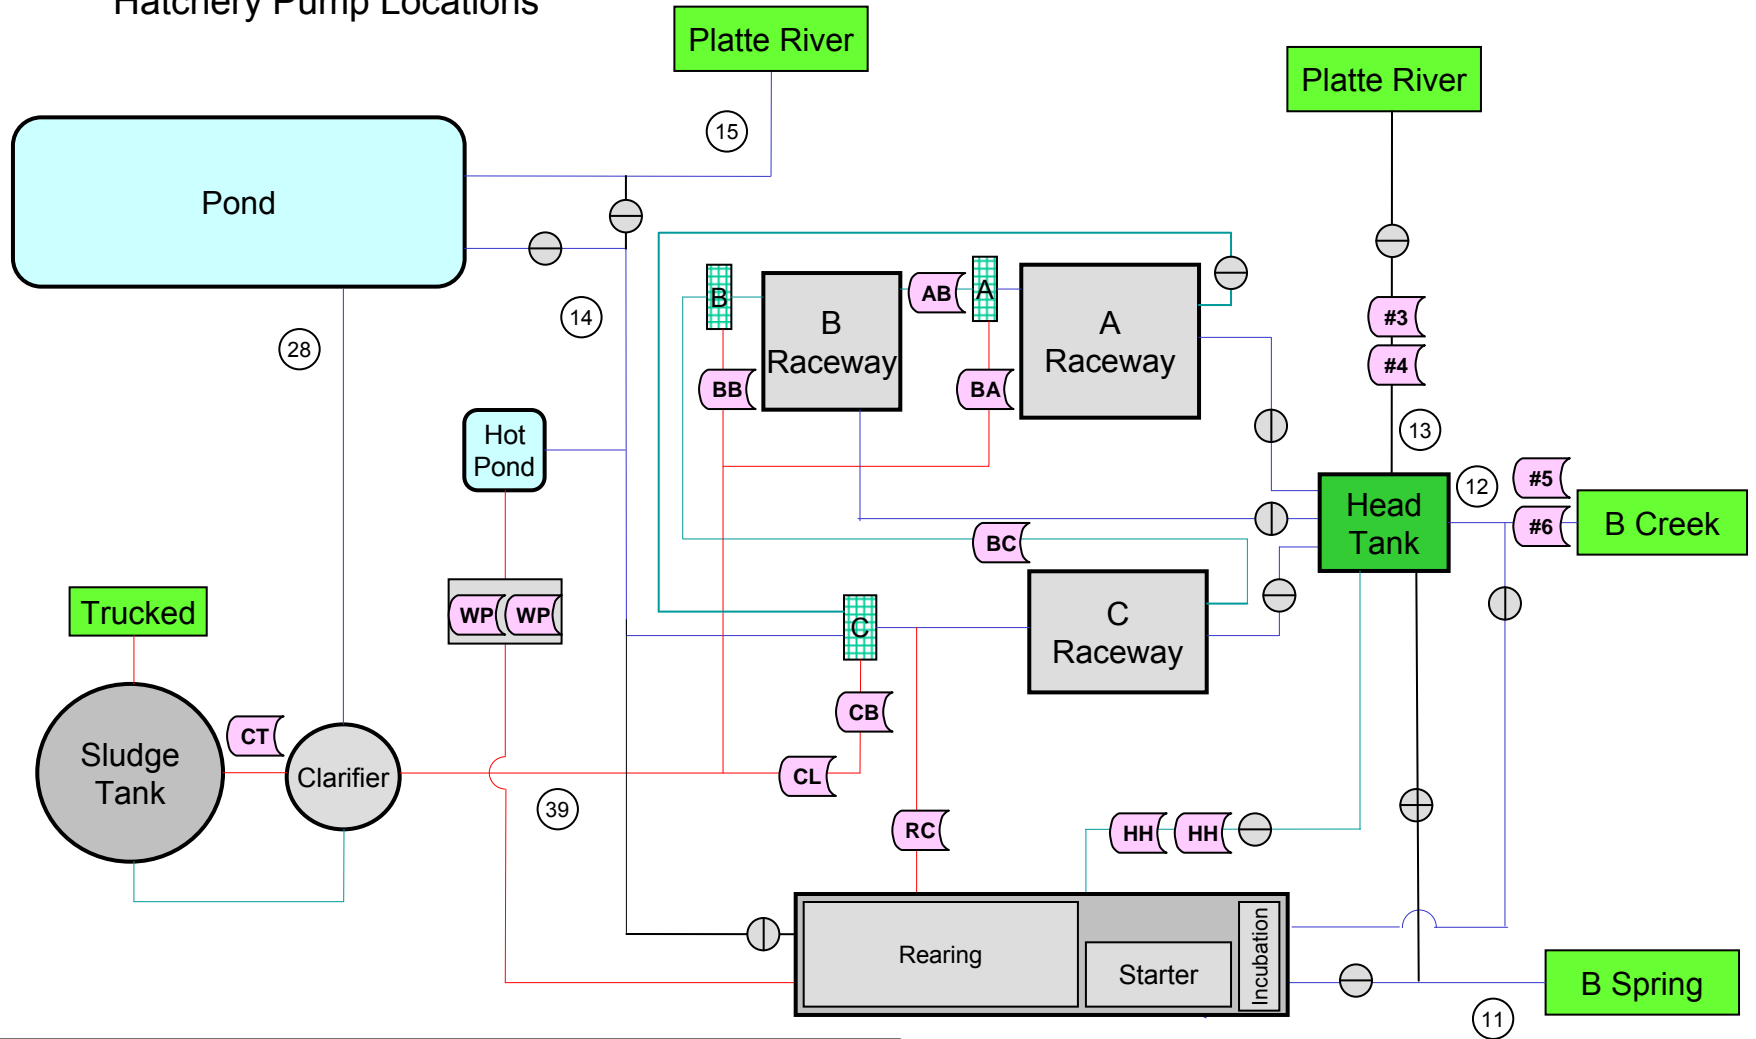 Hatchery Pump Locations
Platte River
Platte River
15
Pond
14
28
B
AB
A
B
Raceway
A
Raceway
#3
#4
BB
BA
13
Hot
Pond
12
#5
#6
Head
Tank
B Creek
BC
Trucked
WP
WP
C
C
Raceway
CB
CT
Sludge
Tank
Clarifier
CL
39
RC
HH
HH
Rearing
Starter
Incubation
B Spring
11